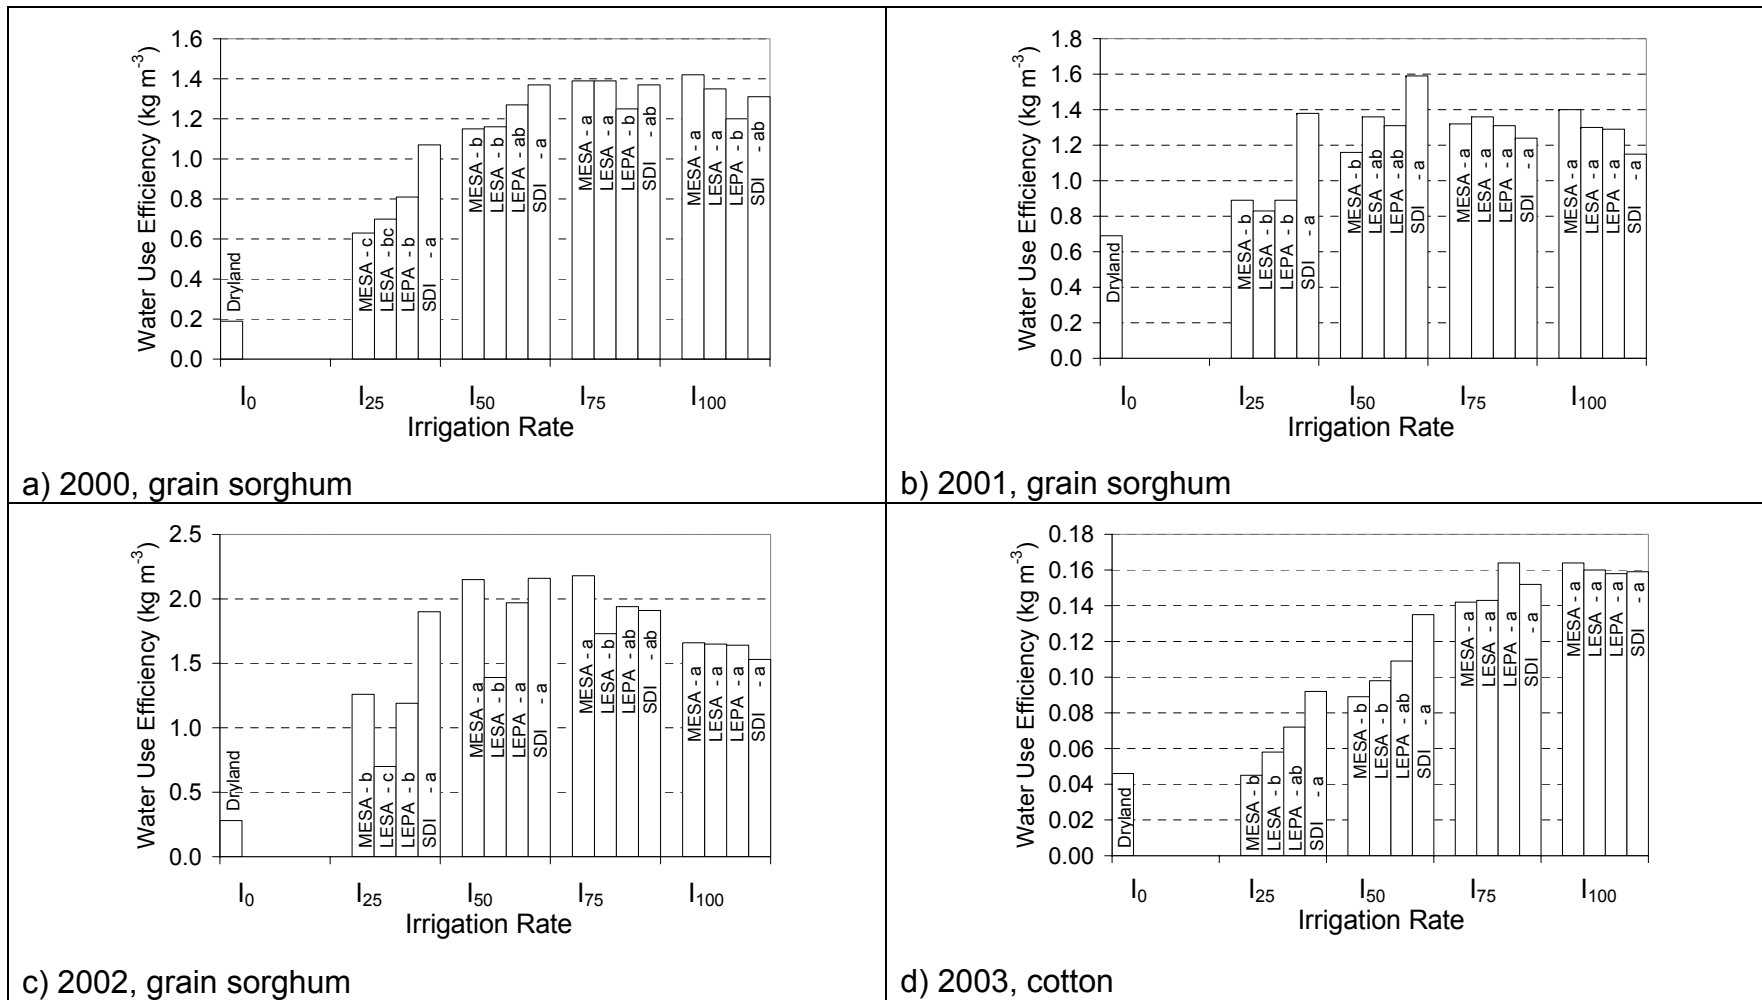 Water Use Efficiency (kg m-3)
1.6
1.4
1.2
1.0
0.8
0.6
0.4
0.2
0.0
Dryland
MESA - c
LESA - bc
LEPA - b
SDI - a
MESA - b
LESA - b
LEPA - ab
SDI - a
MESA - a
LESA - a
LEPA - b
SDI - ab
MESA - a
LESA - a
LEPA - b
SDI - ab
I0 I25 I50 I75 I100
Irrigation Rate
a) 2000, grain sorghum
Water Use Efficiency (kg m-3)
1.8
1.6
1.4
1.2
1.0
0.8
0.6
0.4
0.2
0.0
Dryland
MESA - b
LESA - b
LEPA - b
SDI - a
MESA - b
LESA - ab
LEPA - ab
SDI - a
MESA - a
LESA - a
LEPA - a
SDI - a
MESA - a
LESA - a
LEPA - a
SDI - a
I0 I25 I50 I75 I100
Irrigation Rate
b) 2001, grain sorghum
Water Use Efficiency (kg m-3)
2.5
2.0
1.5
1.0
0.5
0.0
Dryland
MESA - b
LESA - c
LEPA - b
SDI - a
MESA - a
LESA - b
LEPA - a
SDI - a
MESA - a
LESA - b
LEPA - ab
SDI - ab
MESA - a
LESA - a
LEPA - a
SDI - a
I0 I25 I50 I75 I100
Irrigation Rate
c) 2002, grain sorghum
Water Use Efficiency (kg m-3)
0.18
0.16
0.14
0.12
0.10
0.08
0.06
0.04
0.02
0.00
Dryland
MESA - b
LESA - b
LEPA - ab
SDI - a
MESA - b
LESA - b
LEPA - ab
SDI - a
MESA - a
LESA - a
LEPA - a
SDI - a
MESA - a
LESA - a
LEPA - a
SDI - a
I0 I25 I50 I75 I100
Irrigation Rate
d) 2003, cotton